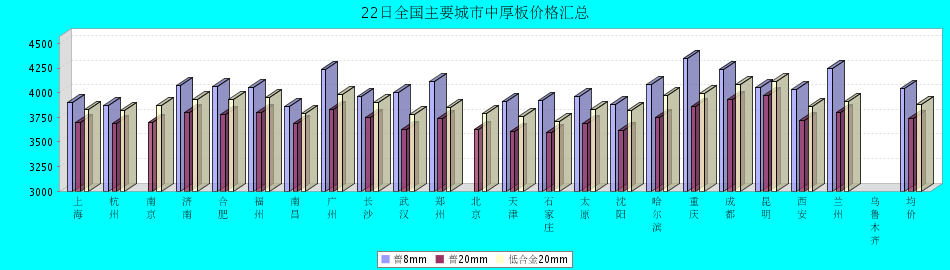 22日全国主要城市中厚板价格汇总
4500
4250
4000
3750
3500
3250
3000
上海
杭州
南京
济南
合肥
福州
南昌
广州
长沙
武汉
郑州
北京
天津
石家庄
太原
沈阳
哈尔滨
重庆
成都
昆明
西安
兰州
乌鲁木齐
均价
普8mm 普20mm 低合金20mm